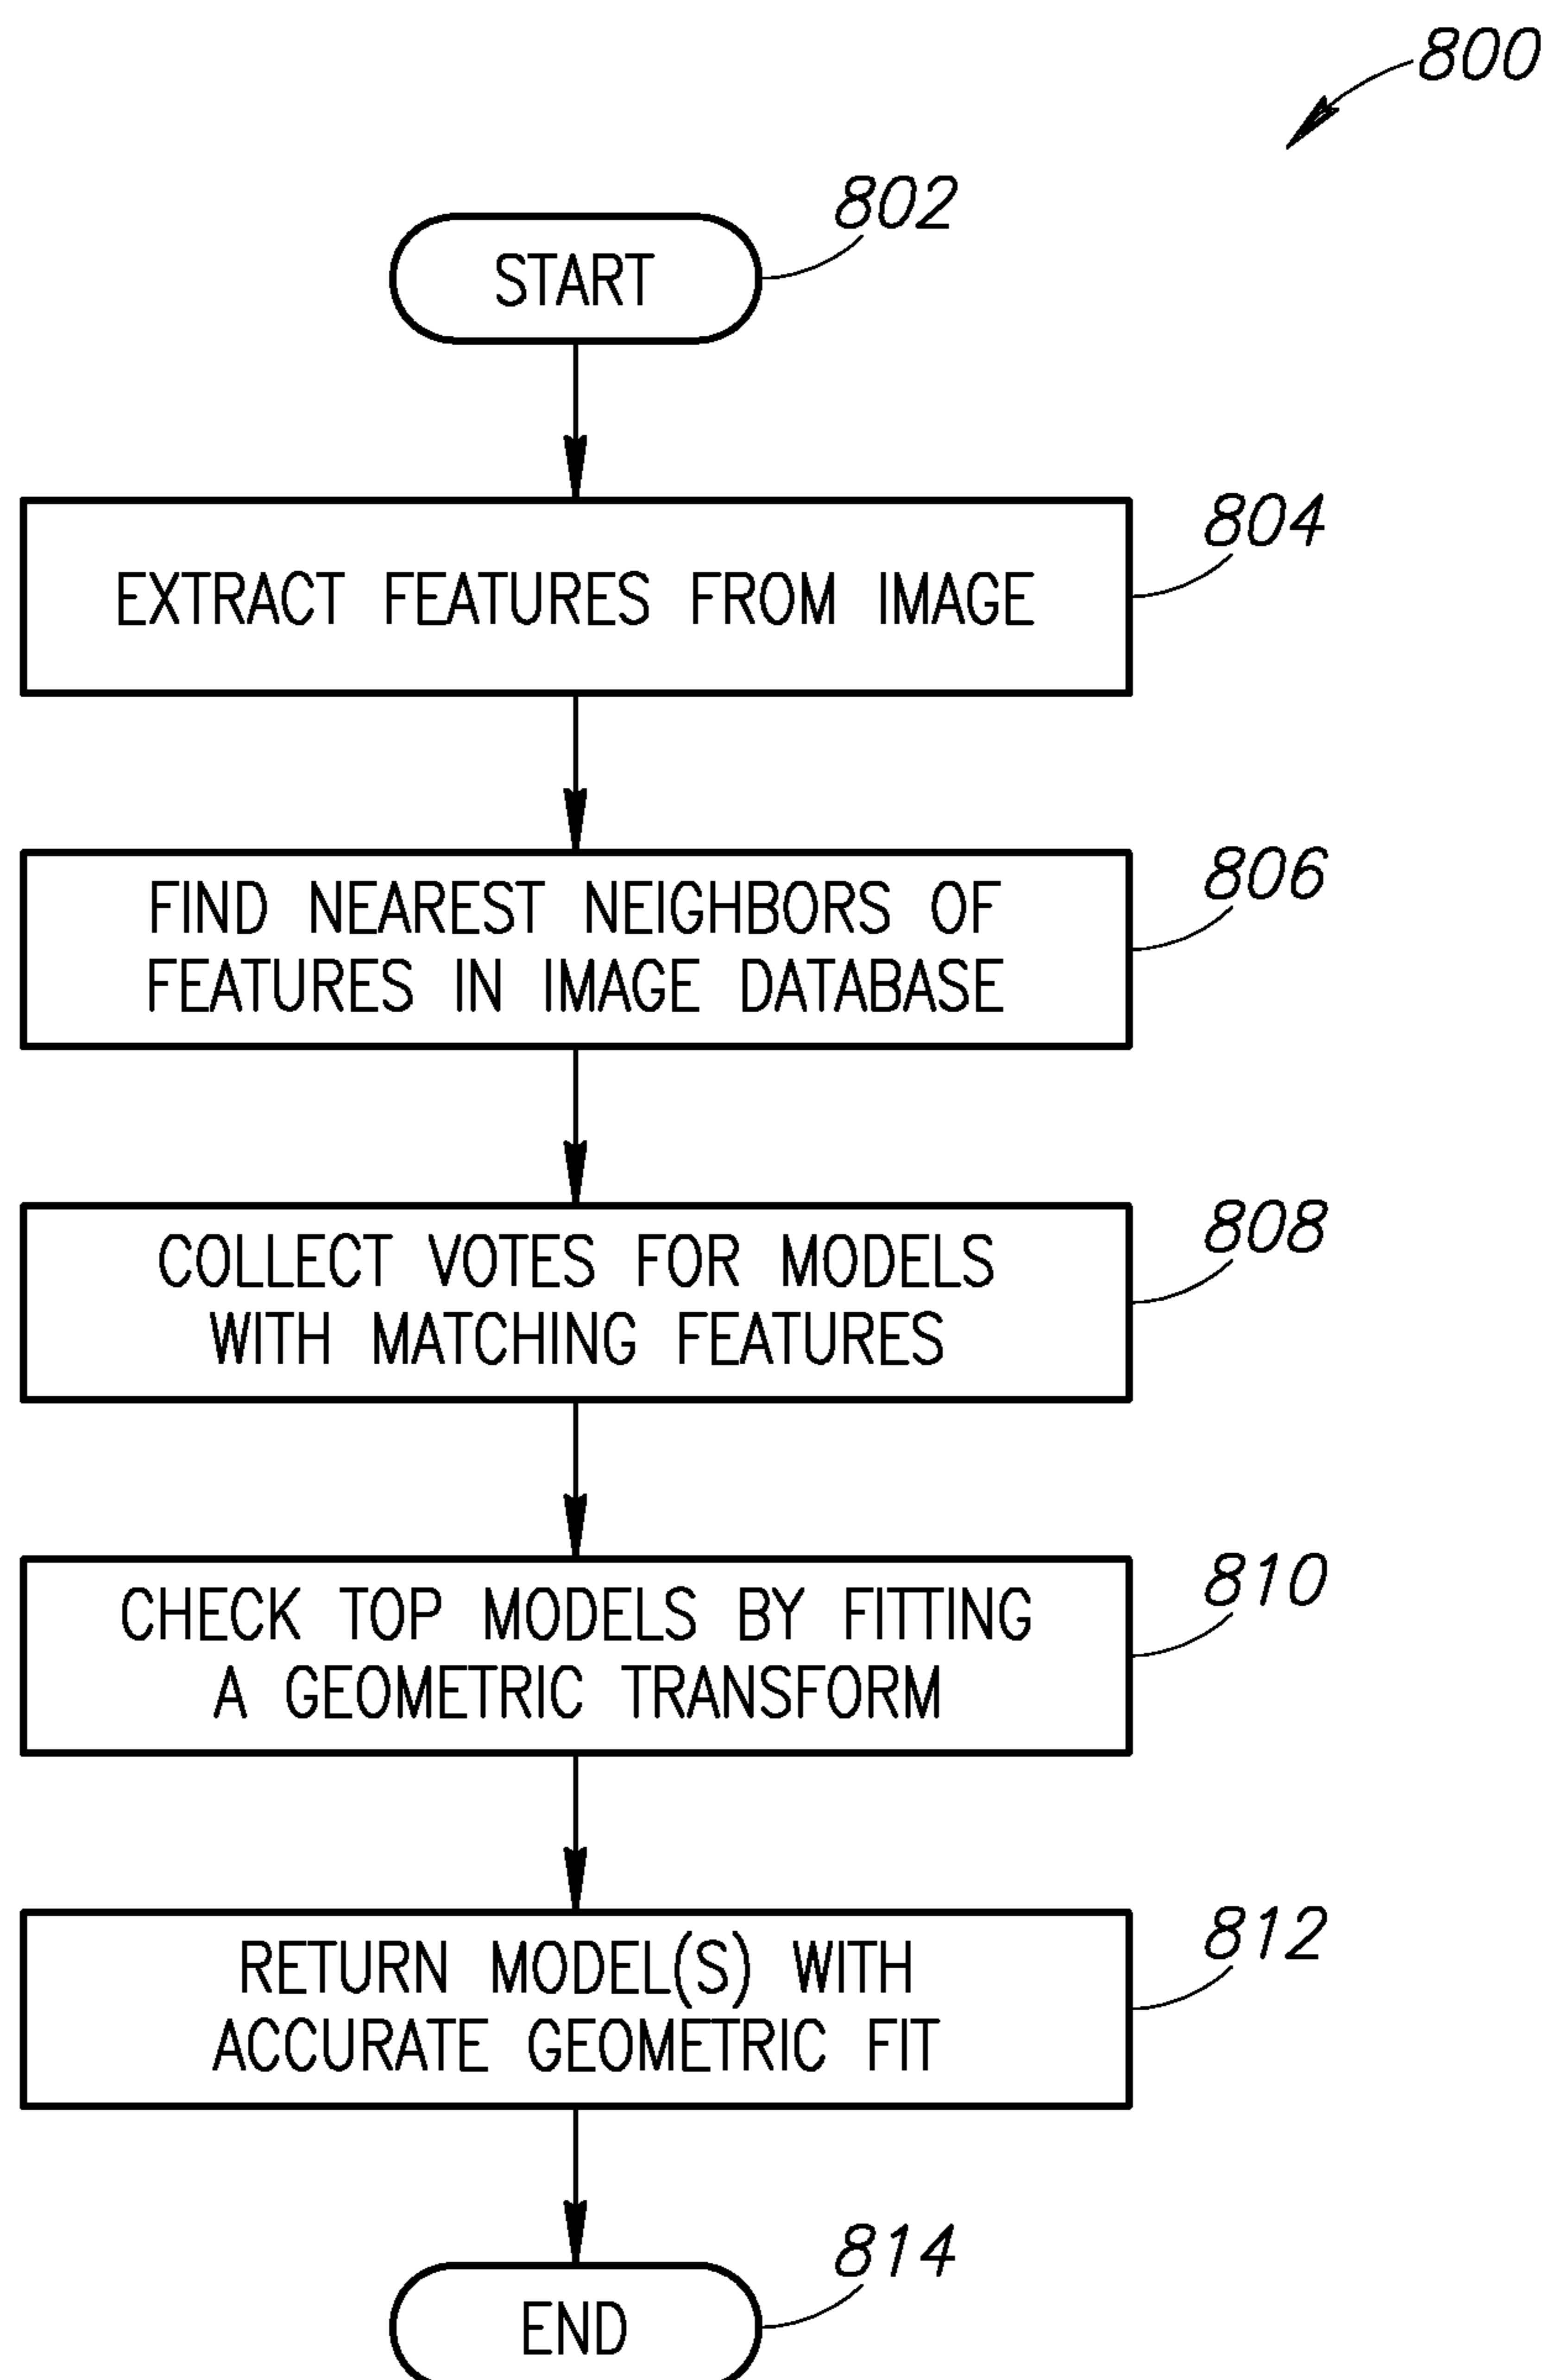 800
802
START
804
EXTRACT FEATURES FROM IMAGE
806
FIND NEAREST NEIGHBORS OF
FEATURES IN IMAGE DATABASE
808
COLLECT VOTES FOR MODELS
WITH MATCHING FEATURES
810
CHECK TOP MODELS BY FITTING
A GEOMETRIC TRANSFORM
812
RETURN MODEL(S) WITH
ACCURATE GEOMETRIC FIT
814
END